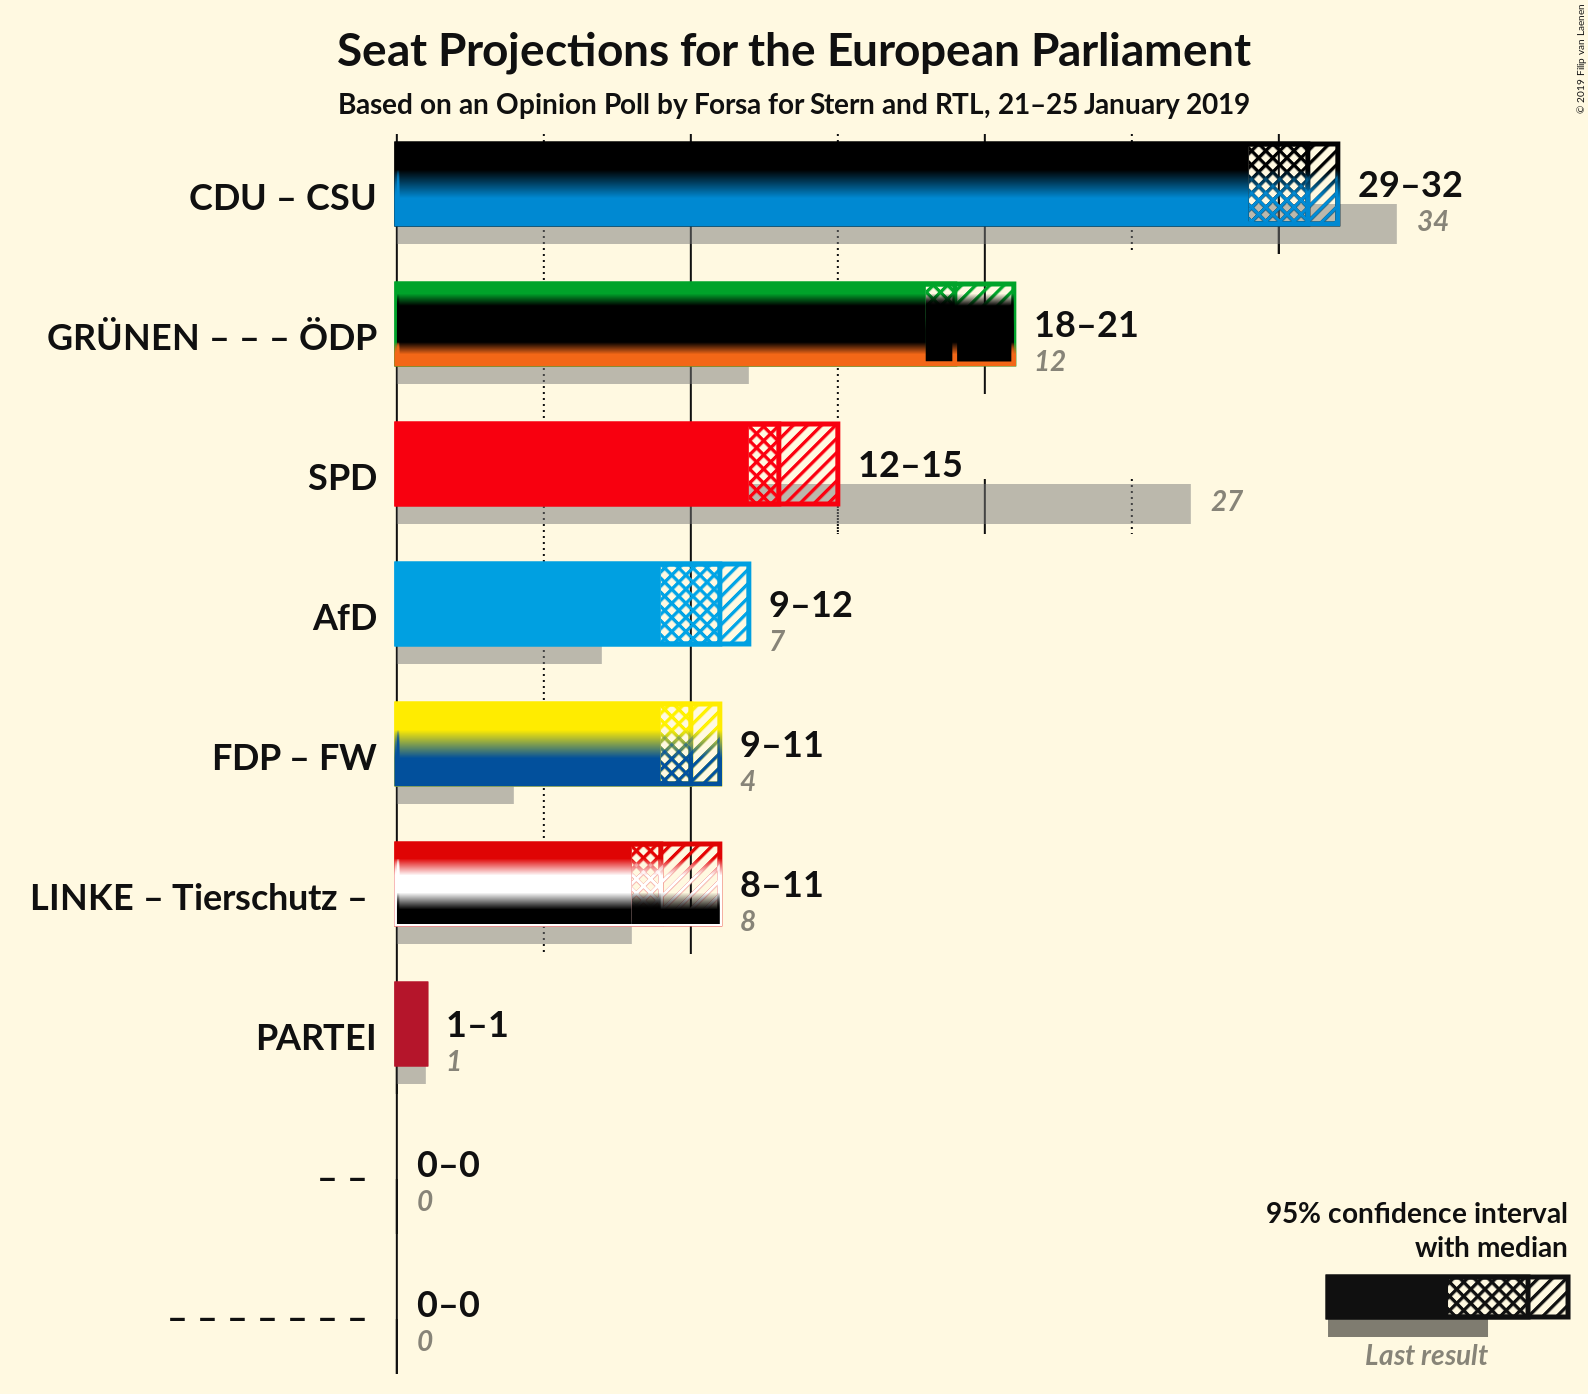 Seat Projections for the European Parliament
Based on an Opinion Poll by Forsa for Stern and RTL, 21–25 January 2019
© 2019 Filip van Laenen
CDU – CSU
29–32
34
GRÜNEN – – – ÖDP
18–21
12
SPD
12–15
27
AfD
9–12
7
FDP – FW
9–11
4
LINKE – Tierschutz –
8–11
8
PARTEI
1–1
1
– –
0–0
0
– – – – – – –
0–0
0
95% confidence interval
with median
Last result